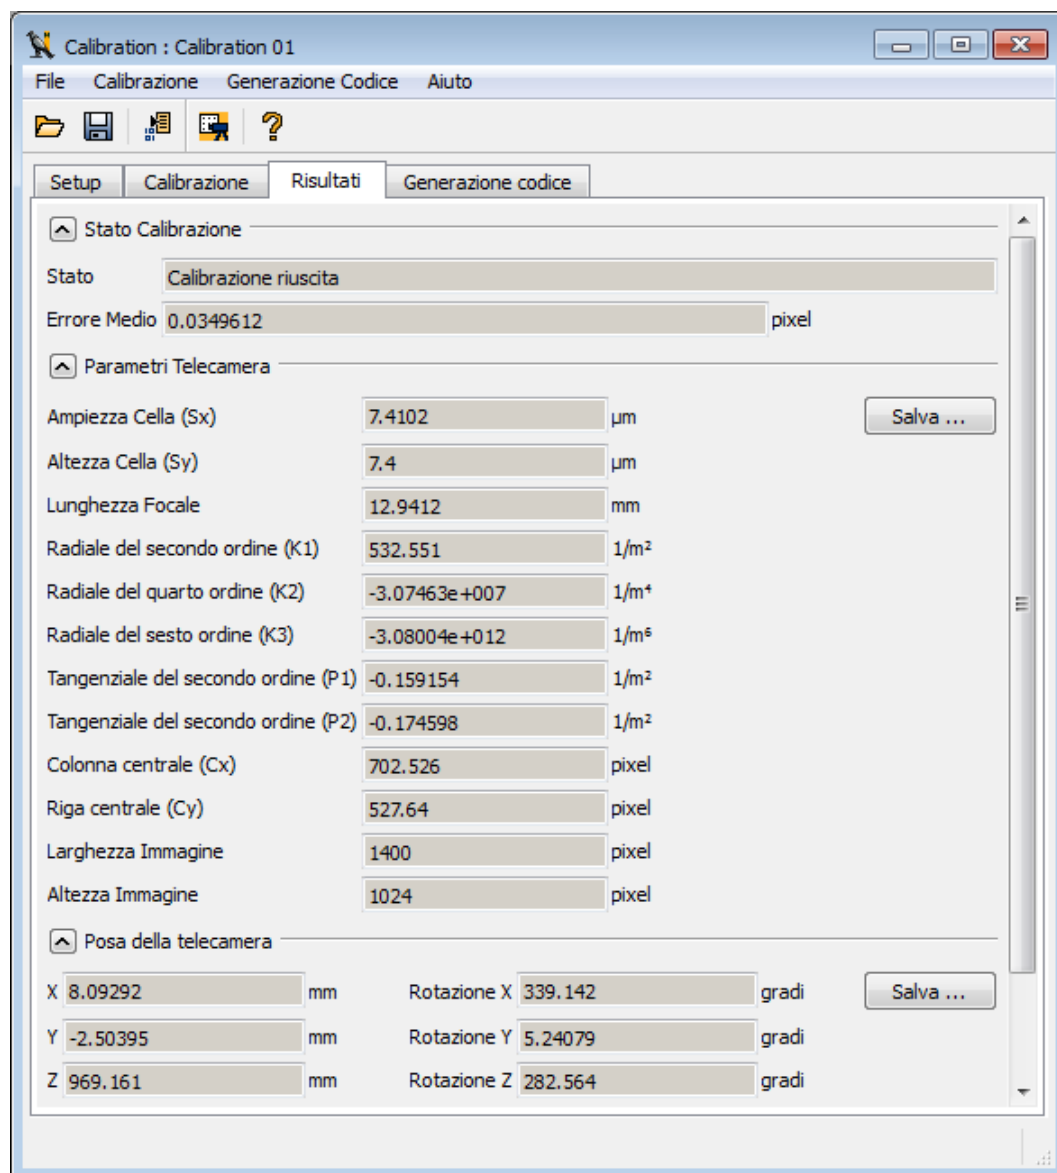 Calibration : Calibration 01
File Calibrazione Generazione Codice Aiuto
Setup Calibrazione Risultati Generazione codice
Stato Calibrazione
Stato Calibrazione riuscita
Errore Medio 0.0349612 pixel
Parametri Telecamera
Ampiezza Cella (Sx) 7.4102 µm Salva ...
Altezza Cella (Sy) 7.4 µm
Lunghezza Focale 12.9412 mm
Radiale del secondo ordine (K1) 532.551 1/m²
Radiale del quarto ordine (K2) -3.07463e+007 1/m⁴
Radiale del sesto ordine (K3) -3.08004e+012 1/m⁶
Tangenziale del secondo ordine (P1) -0.159154 1/m²
Tangenziale del secondo ordine (P2) -0.174598 1/m²
Colonna centrale (Cx) 702.526 pixel
Riga centrale (Cy) 527.64 pixel
Larghezza Immagine 1400 pixel
Altezza Immagine 1024 pixel
Posa della telecamera
X 8.09292 mm Rotazione X 339.142 gradi Salva ...
Y -2.50395 mm Rotazione Y 5.24079 gradi
Z 969.161 mm Rotazione Z 282.564 gradi